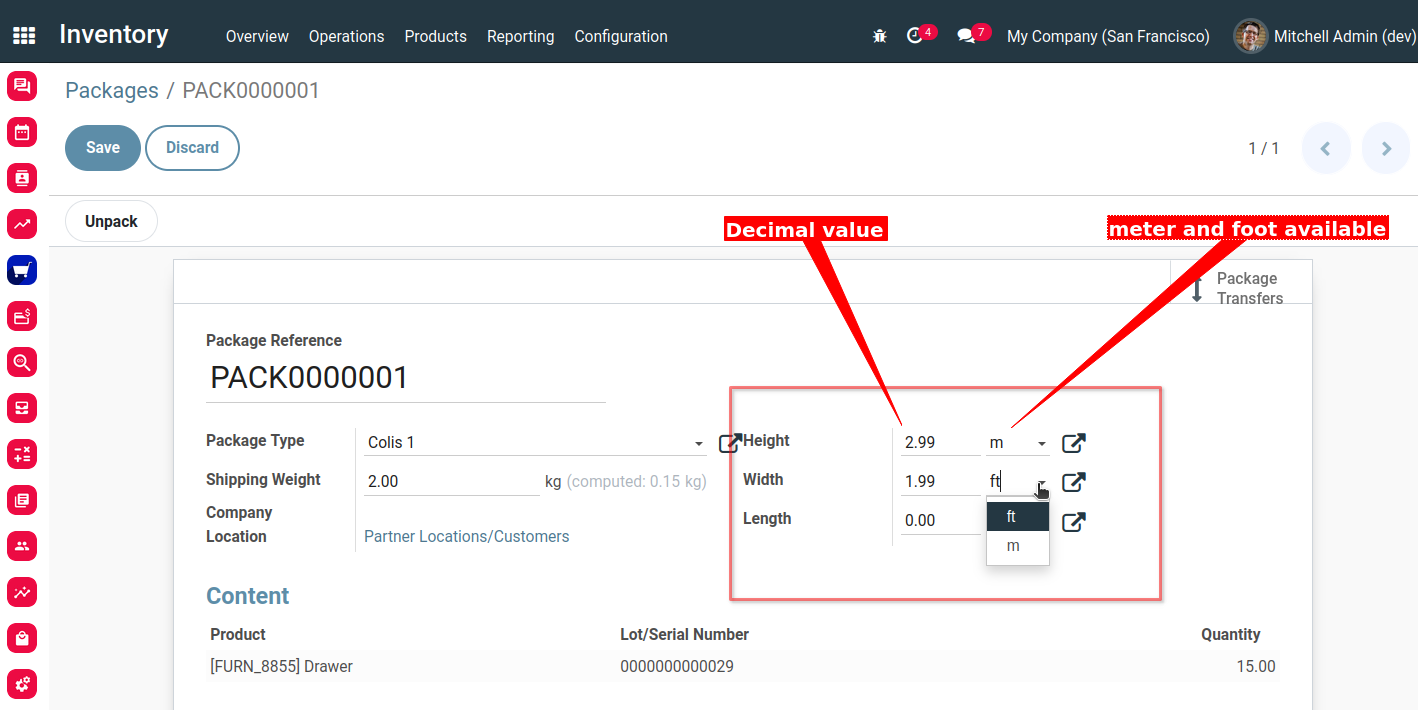 Inventory Overview Operations Products Reporting Configuration 4 7 My Company (San Francisco) Mitchell Admin (dev)
Packages / PACK0000001
Save Discard 1 / 1
Unpack
Decimal value meter and foot available
Package
Transfers
Package Reference
PACK0000001
Package Type Colis 1 Height 2.99 m
Shipping Weight 2.00 kg (computed: 0.15 kg) Width 1.99 ft
Company
Length 0.00 ft
Location Partner Locations/Customers m
Content
Product Lot/Serial Number Quantity
[FURN_8855] Drawer 0000000000029 15.00